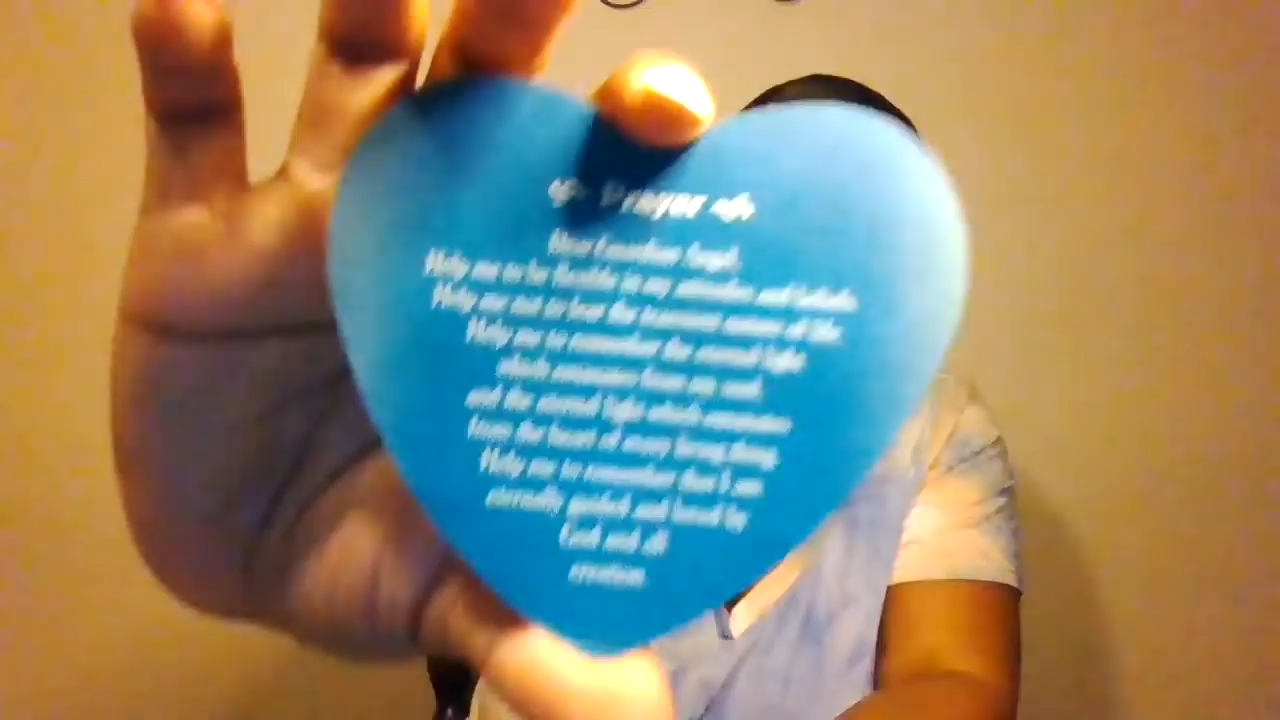 Prayer
Dear Guardian Angel,
Help me to be flexible in my attitudes and beliefs.
Help me not to fear the transient nature of life.
Help me to remember the eternal light
which emanates from my soul,
and the eternal light which emanates
from the heart of every living thing.
Help me to remember that I am
eternally guided and loved by
God and all
creation.